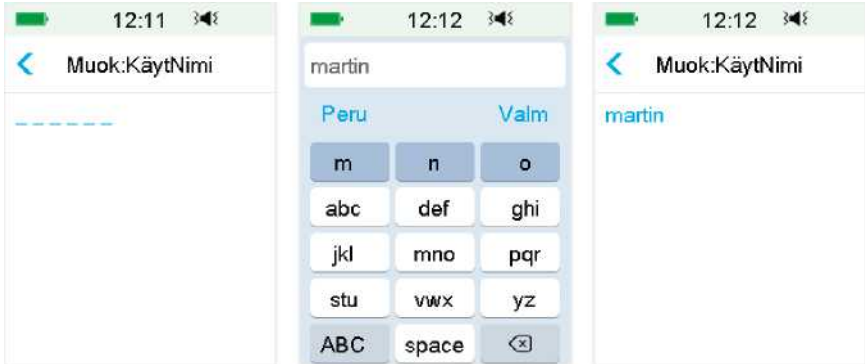 12:11
Muok:KäytNimi
_ _ _ _ _ _
12:12
martin
Peru Valm
m n o
abc def ghi
jkl mno pqr
stu vwx yz
ABC space
12:12
Muok:KäytNimi
martin